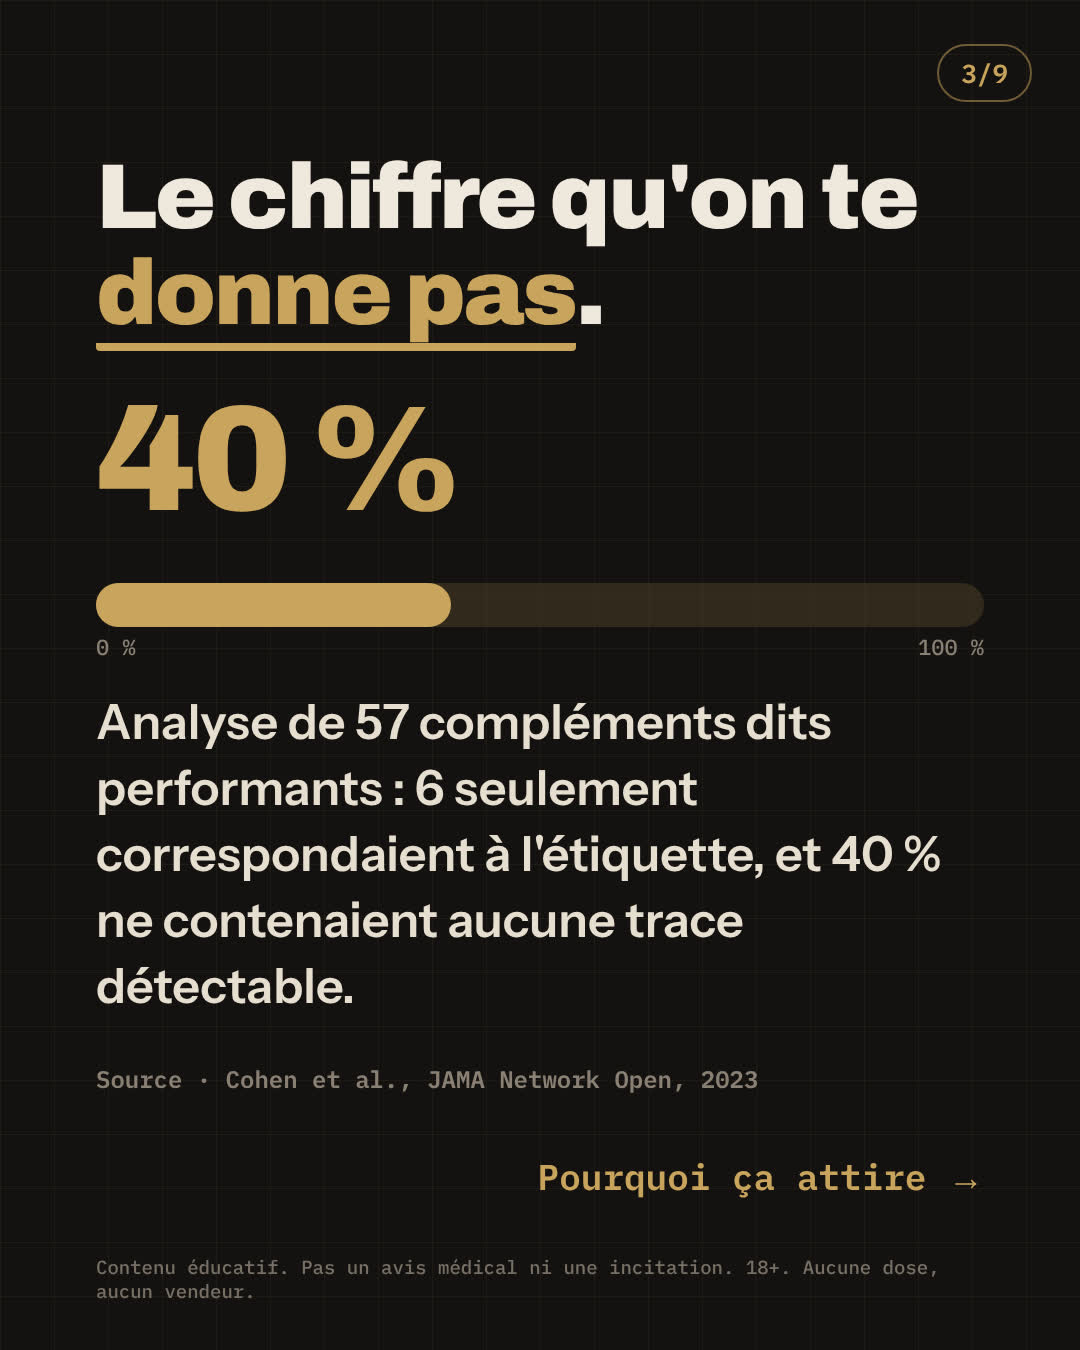 3/9
Le chiffre qu'on te
donne pas.
40 %
0 % 100 %
Analyse de 57 compléments dits
performants : 6 seulement
correspondaient à l'étiquette, et 40 %
ne contenaient aucune trace
détectable.
Source · Cohen et al., JAMA Network Open, 2023
Pourquoi ça attire →
Contenu éducatif. Pas un avis médical ni une incitation. 18+. Aucune dose,
aucun vendeur.